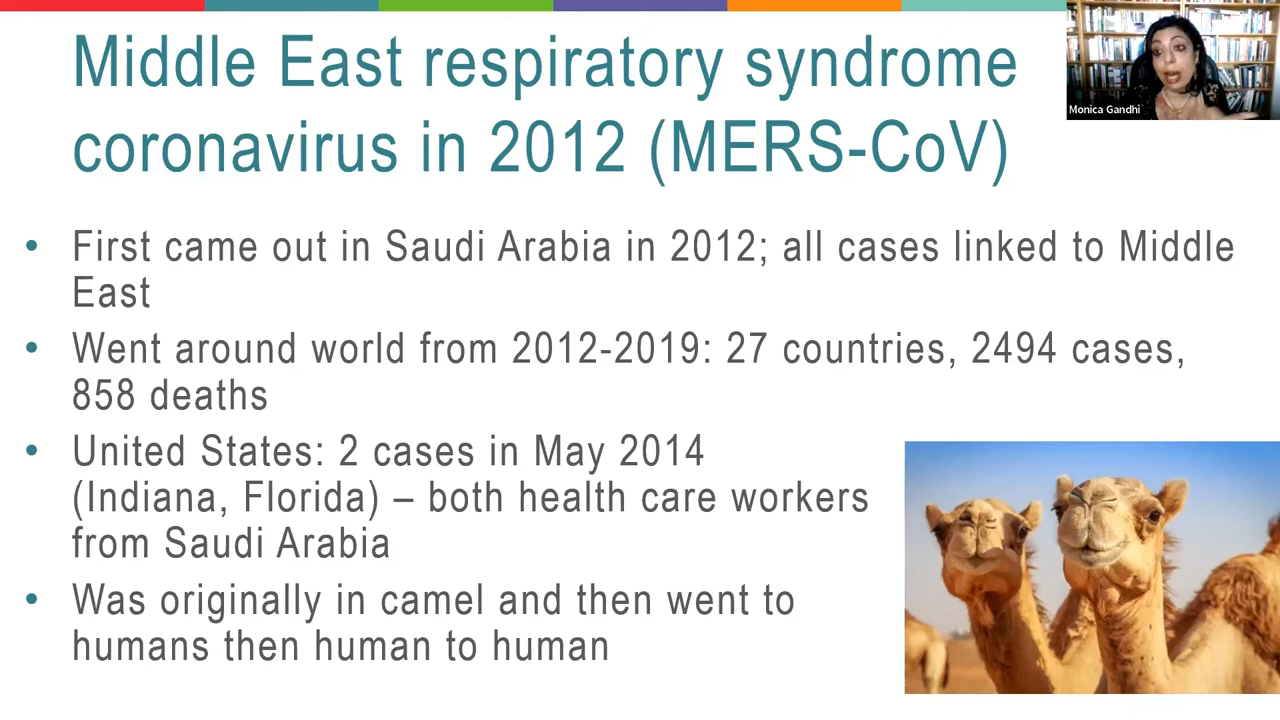 Middle East respiratory syndrome
coronavirus in 2012 (MERS-CoV)
Monica Gandhi
• First came out in Saudi Arabia in 2012; all cases linked to Middle
East
• Went around world from 2012-2019: 27 countries, 2494 cases,
858 deaths
• United States: 2 cases in May 2014
(Indiana, Florida) – both health care workers
from Saudi Arabia
• Was originally in camel and then went to
humans then human to human